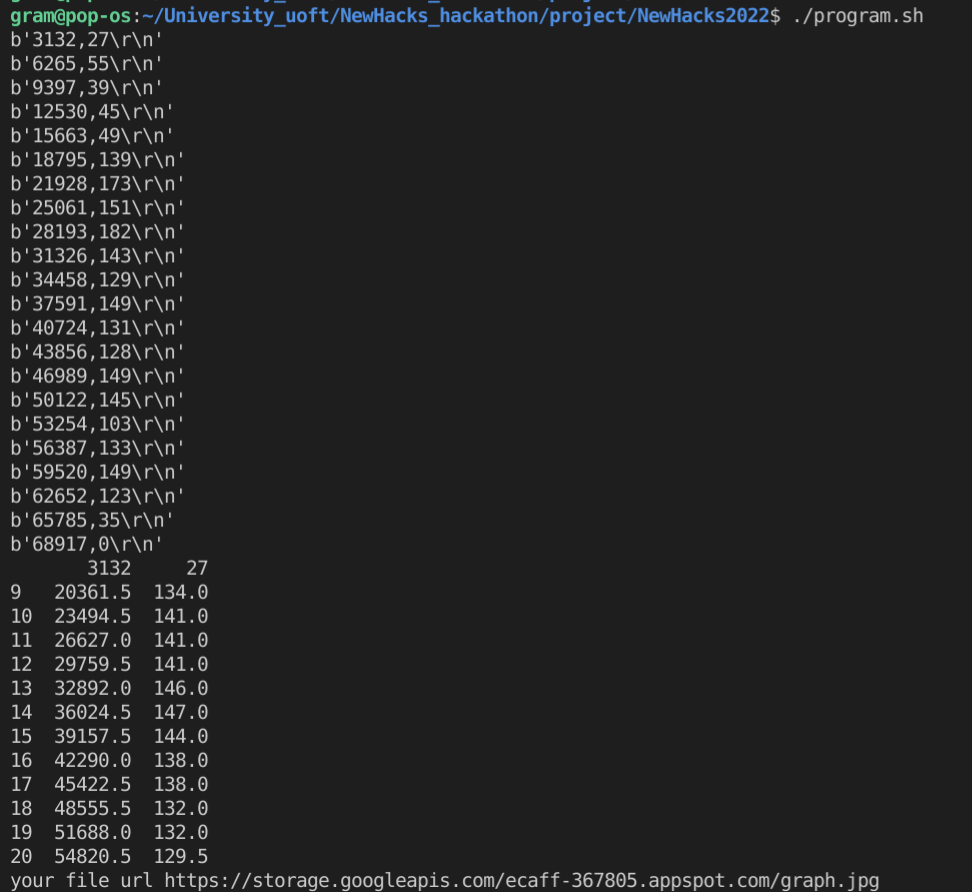 gram@pop-os:~/University_uoft/NewHacks_hackathon/project/NewHacks2022$ ./program.sh
b'3132,27\r\n'
b'6265,55\r\n'
b'9397,39\r\n'
b'12530,45\r\n'
b'15663,49\r\n'
b'18795,139\r\n'
b'21928,173\r\n'
b'25061,151\r\n'
b'28193,182\r\n'
b'31326,143\r\n'
b'34458,129\r\n'
b'37591,149\r\n'
b'40724,131\r\n'
b'43856,128\r\n'
b'46989,149\r\n'
b'50122,145\r\n'
b'53254,103\r\n'
b'56387,133\r\n'
b'59520,149\r\n'
b'62652,123\r\n'
b'65785,35\r\n'
b'68917,0\r\n'
       3132     27
9   20361.5  134.0
10  23494.5  141.0
11  26627.0  141.0
12  29759.5  141.0
13  32892.0  146.0
14  36024.5  147.0
15  39157.5  144.0
16  42290.0  138.0
17  45422.5  138.0
18  48555.5  132.0
19  51688.0  132.0
20  54820.5  129.5
your file url https://storage.googleapis.com/ecaff-367805.appspot.com/graph.jpg